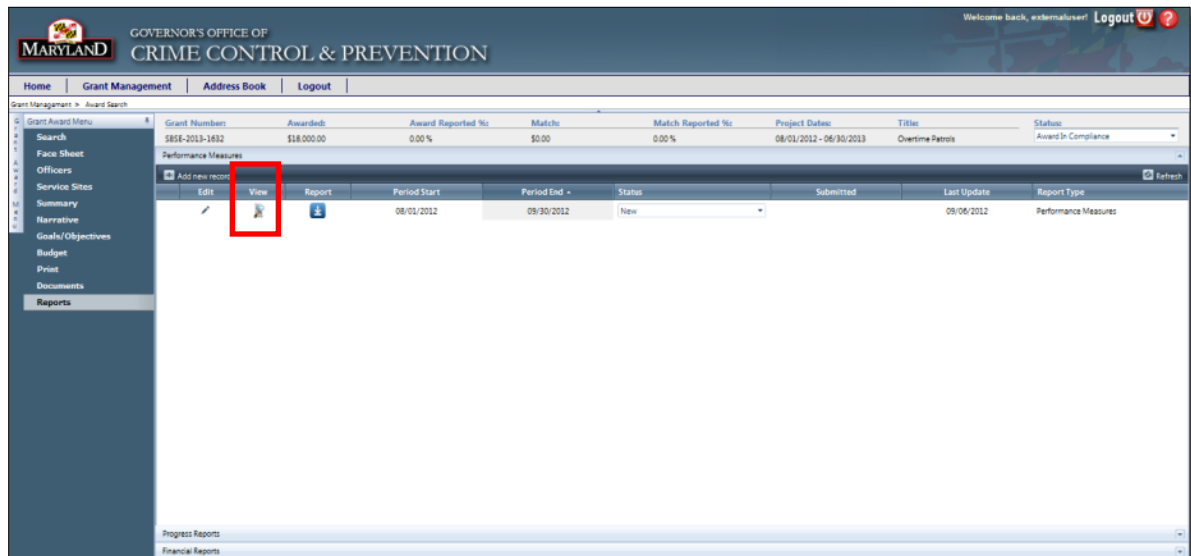 Welcome back, externaluser! Logout
MARYLAND
GOVERNOR'S OFFICE OF
CRIME CONTROL & PREVENTION
Home Grant Management Address Book Logout
Grant Management > Award Search
Grant Award Menu
Grant Award Menu
Search
Face Sheet
Officers
Service Sites
Summary
Narrative
Goals/Objectives
Budget
Print
Documents
Reports
Grant Number: Awarded: Award Reported %: Match: Match Reported %: Project Dates: Title: Status:
SBSE-2013-1632 $18,000.00 0.00 % $0.00 0.00 % 08/01/2012 - 06/30/2013 Overtime Patrols Award In Compliance
Performance Measures
Add new record Refresh
Edit View Report Period Start Period End Status Submitted Last Update Report Type
08/01/2012 09/30/2012 New 09/06/2012 Performance Measures
Progress Reports
Financial Reports